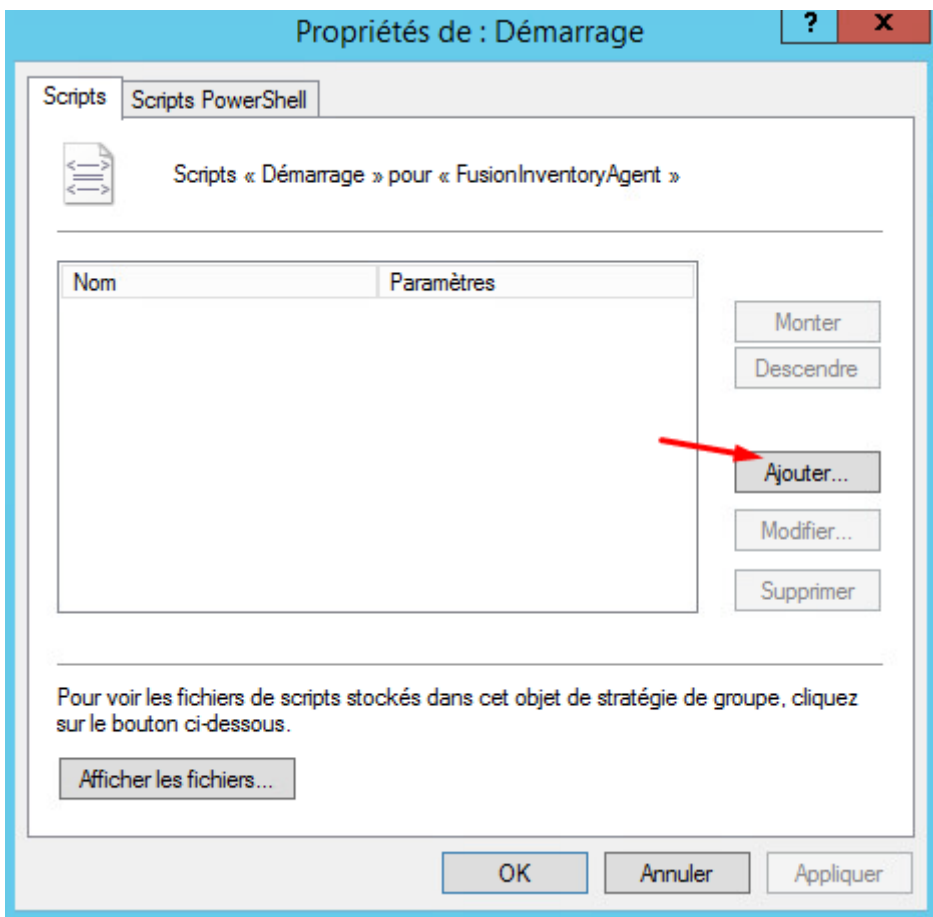 Propriétés de : Démarrage
?
x
Scripts
Scripts PowerShell
Scripts « Démarrage » pour « FusionInventoryAgent »
Nom
Paramètres
Monter
Descendre
Ajouter...
Modifier...
Supprimer
Pour voir les fichiers de scripts stockés dans cet objet de stratégie de groupe, cliquez
sur le bouton ci-dessous.
Afficher les fichiers...
OK
Annuler
Appliquer